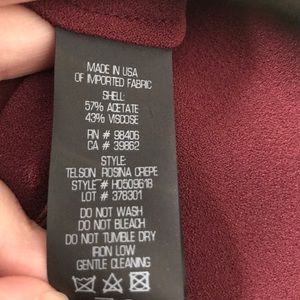 MADE IN USA
OF IMPORTED FABRIC
SHELL:
57% ACETATE
43% VISCOSE
RN # 98406
CA # 39862
STYLE:
TELSON ROSINA CREPE
STYLE # H0509618
LOT # 378301
DO NOT WASH
DO NOT BLEACH
DO NOT TUMBLE DRY
IRON LOW
GENTLE CLEANING